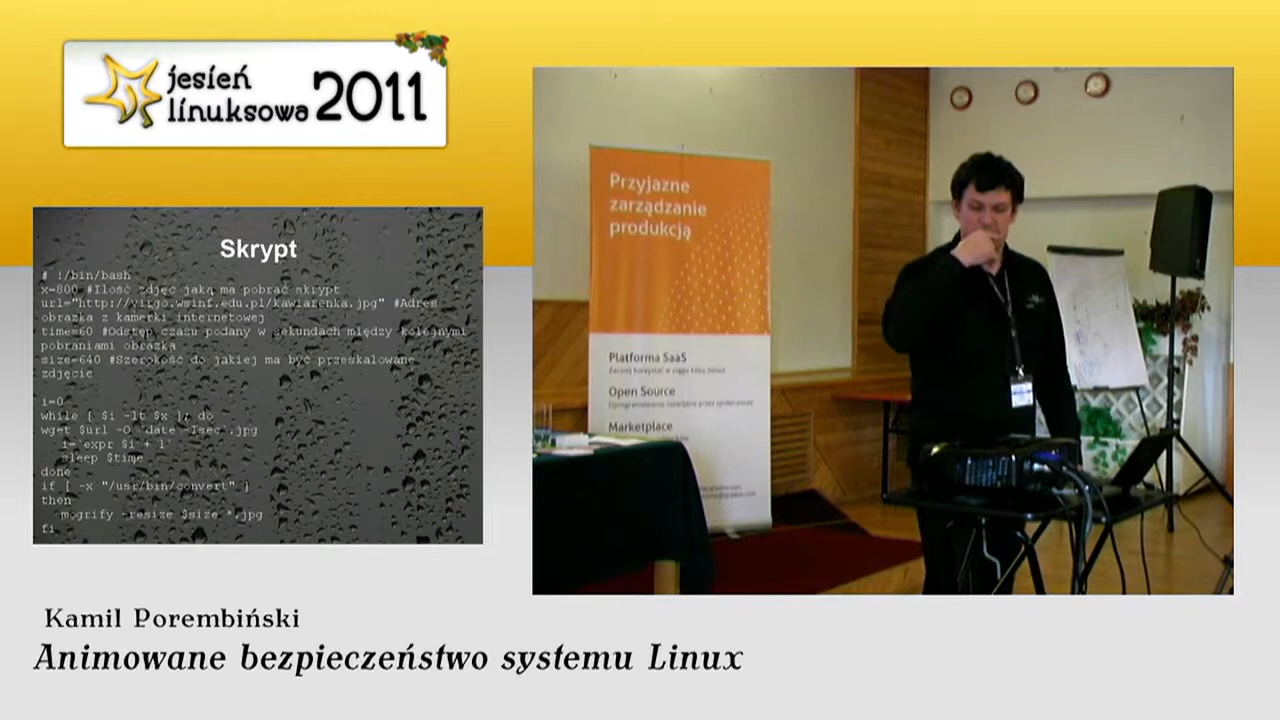 jesień
linuksowa 2011
Skrypt
# !/bin/bash
x=800 #Ilość zdjęć jaką ma pobrać skrypt
url="http://virgo.wsinf.edu.pl/kawiarenka.jpg" #Adres
obrazka z kamerki internetowej
time=60 #Odstęp czasu podany w sekundach między kolejnymi
pobraniami obrazka
size=640 #Szerokość do jakiej ma być przeskalowane
zdjęcie
i=0
while [ $i -lt $x ]; do
wget $url -O `date -Isec`.jpg
i=`expr $i + 1`
sleep $time
done
if [ -x "/usr/bin/convert" ]
then
mogrify -resize $size *.jpg
fi
Przyjazne
zarządzanie
produkcją
Platforma SaaS
Open Source
Marketplace
Kamil Porembiński
Animowane bezpieczeństwo systemu Linux